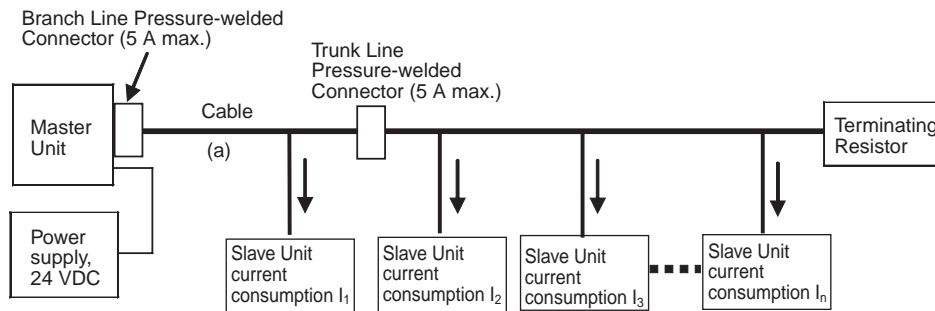 Branch Line Pressure-welded
Connector (5 A max.)
Trunk Line
Pressure-welded
Connector (5 A max.)
Cable
(a)
Master
Unit
Terminating
Resistor
Power
supply,
24 VDC
Slave Unit
current
consumption I₁
Slave Unit
current
consumption I₂
Slave Unit
current
consumption I₃
Slave Unit
current
consumption Iₙ